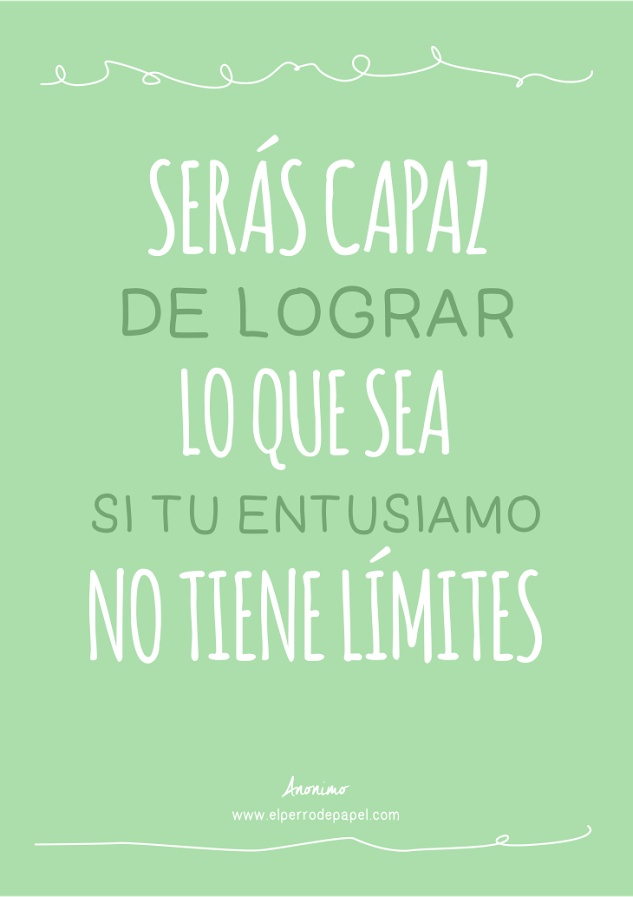 SERÁS CAPAZ
DE LOGRAR
LO QUE SEA
SI TU ENTUSIAMO
NO TIENE LÍMITES
Anonimo
www.elperrodepapel.com